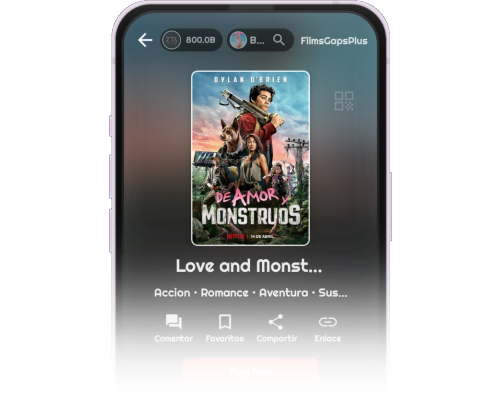 ZTA 800.0B B... FilmsGapsPlus
DYLAN O'BRIEN
DE AMOR Y
MONSTRUOS
NETFLIX | 14 DE ABRIL
Love and Monst...
Accion • Romance • Aventura • Sus...
Comentar Favoritos Compartir Enlace